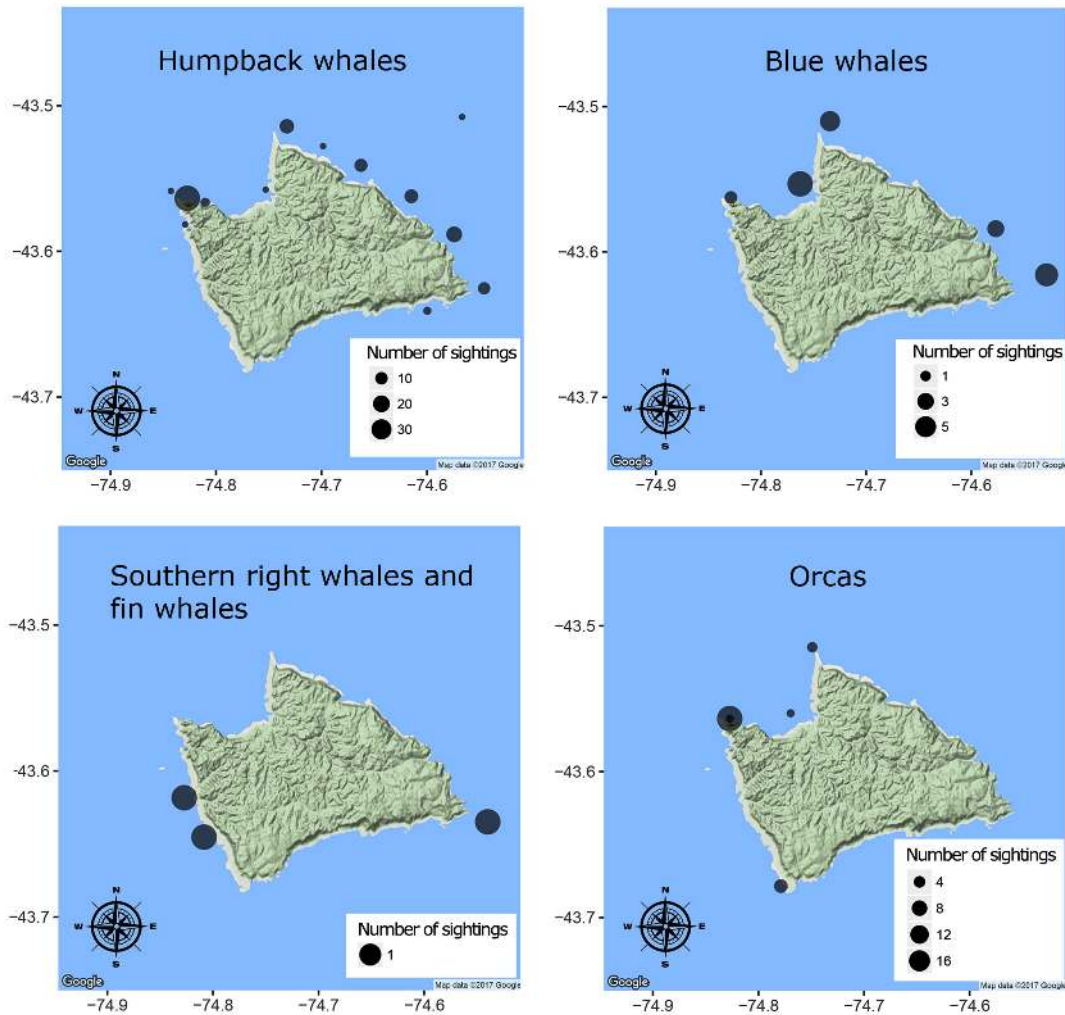 Humpback whales
−43.5
−43.6
−43.7
N
W E
S
Number of sightings
10
20
30
Google
Map data ©2017 Google
−74.9 −74.8 −74.7 −74.6
Blue whales
−43.5
−43.6
−43.7
N
W E
S
Number of sightings
1
3
5
Google
Map data ©2017 Google
−74.9 −74.8 −74.7 −74.6
Southern right whales and
fin whales
−43.5
-43.6
−43.7
N
W E
S
Number of sightings
1
Google
Map data ©2017 Google
−74.9 −74.8 −74.7 −74.6
Orcas
−43.5
−43.6
−43.7
N
W E
S
Number of sightings
4
8
12
16
Google
Map data ©2017 Google
−74.9 −74.8 −74.7 −74.6